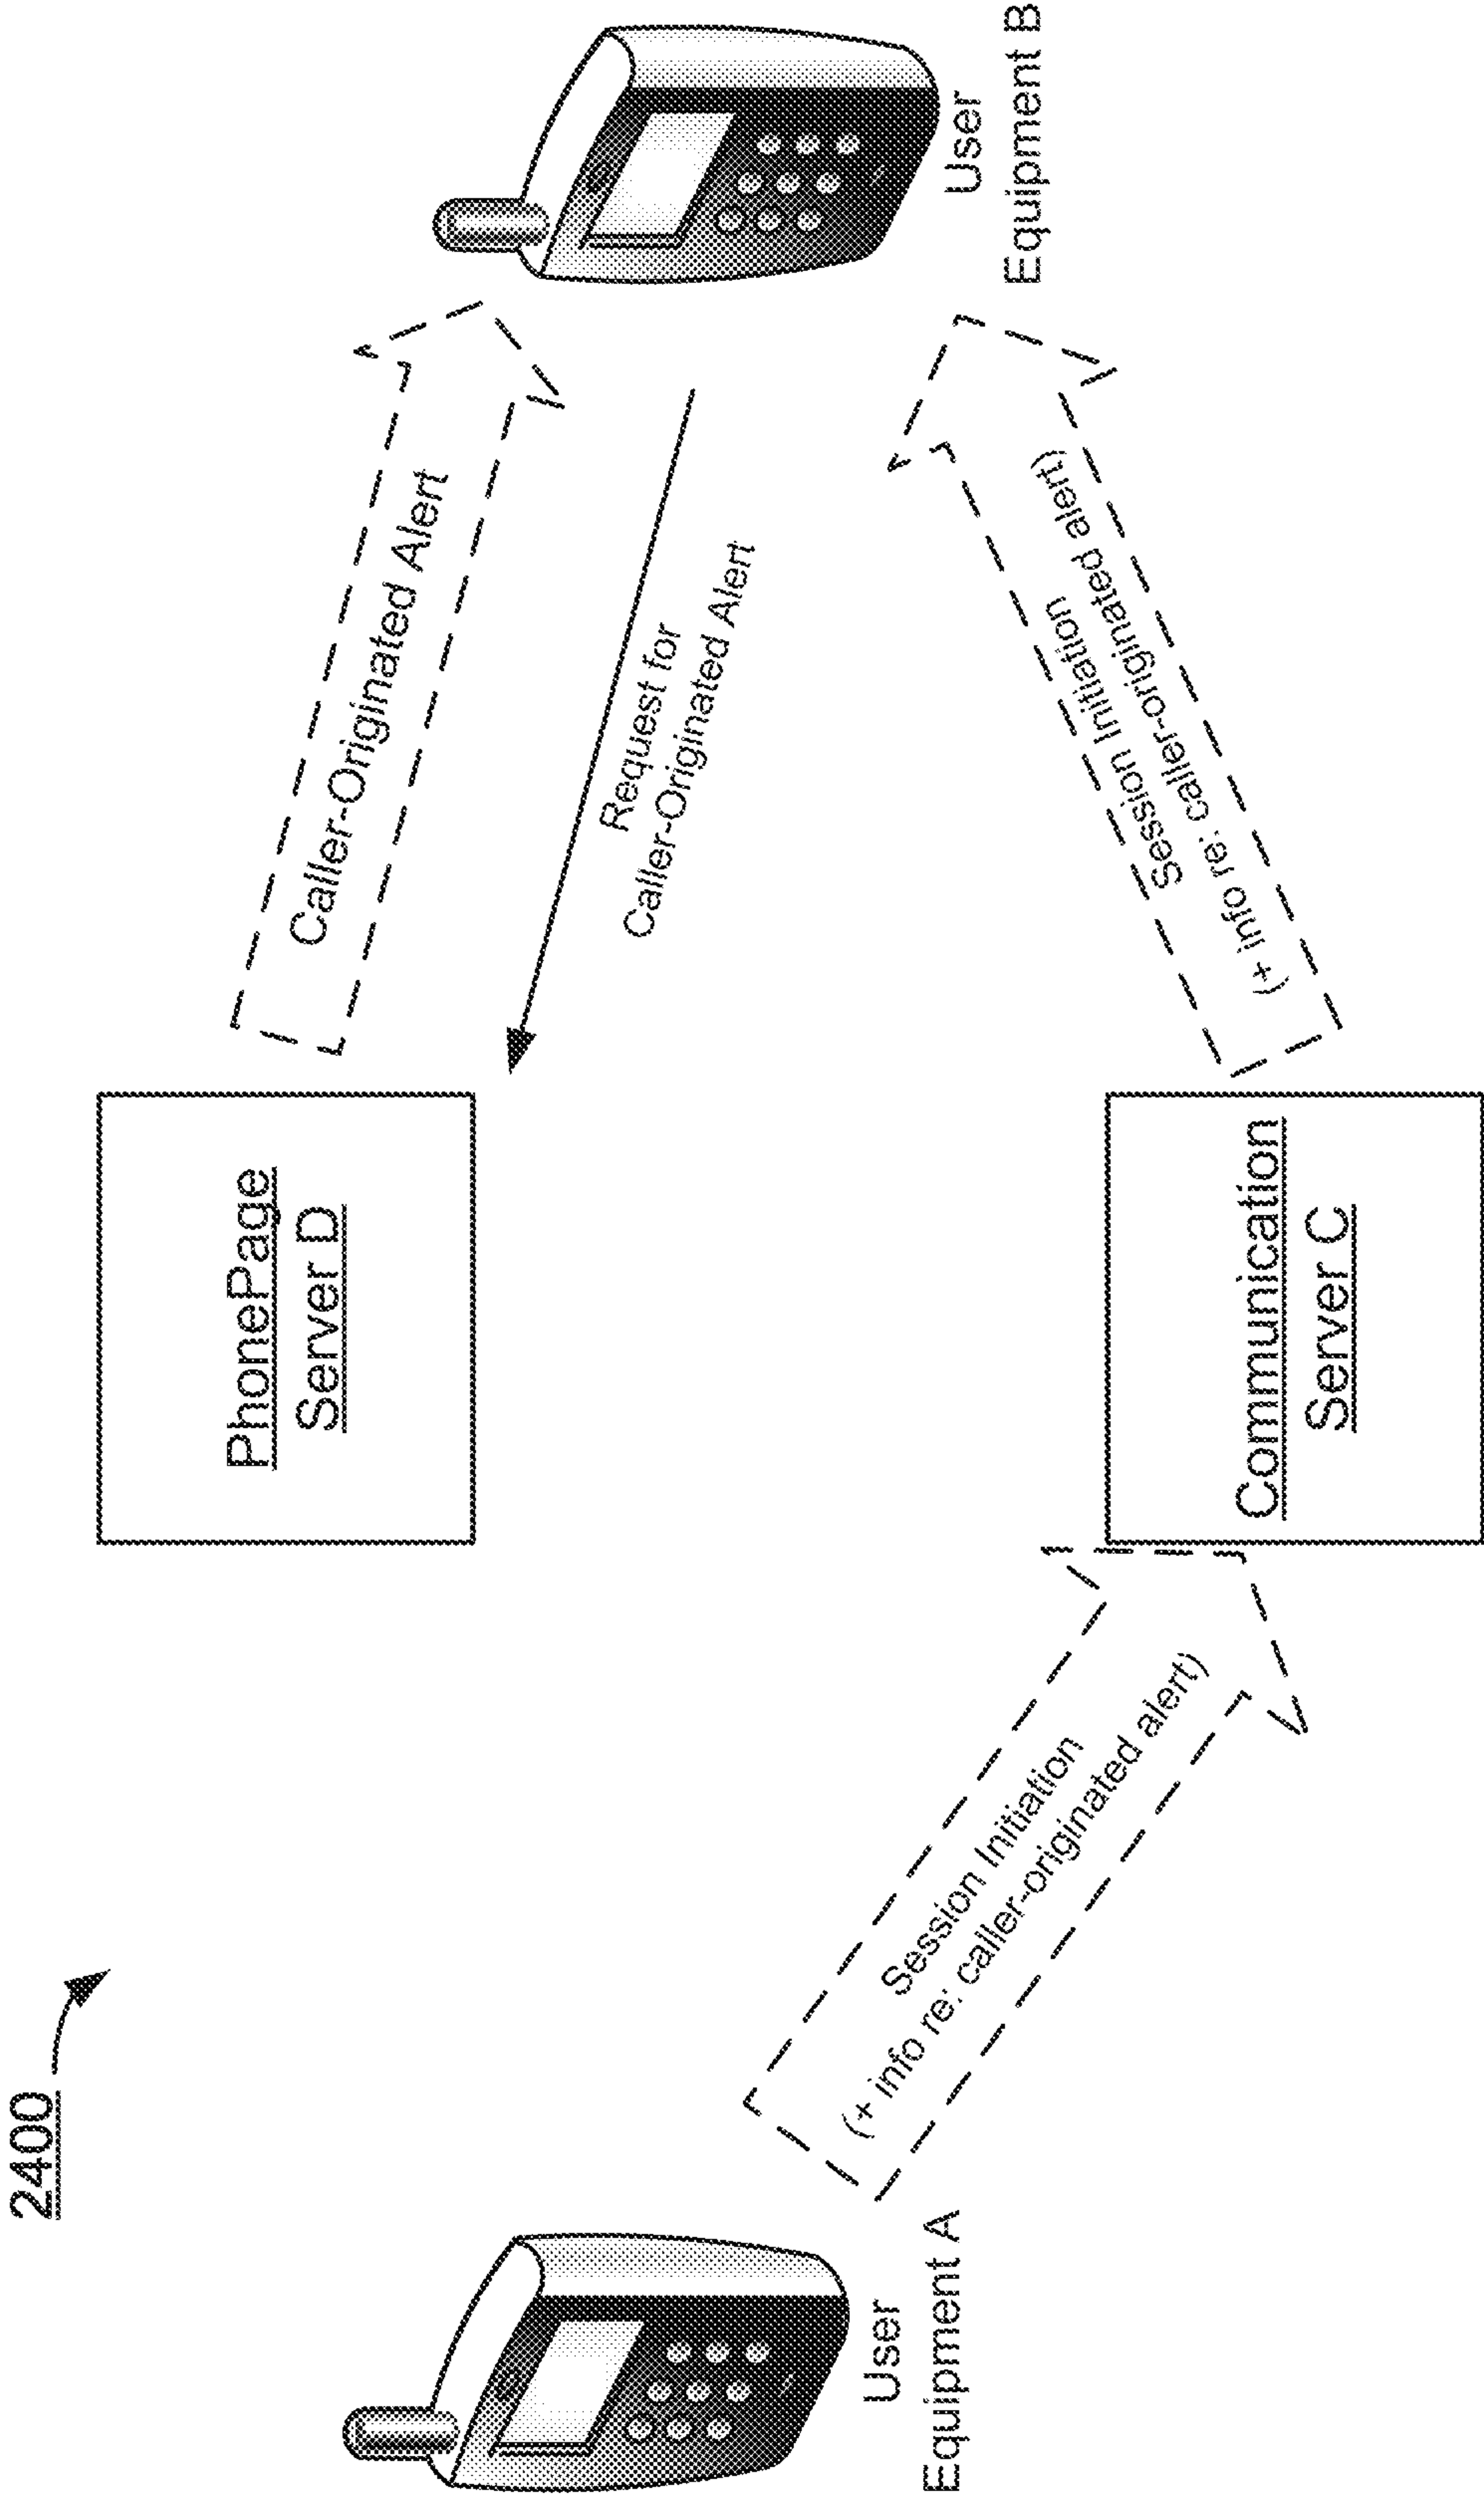 2400
PhonePage
Server D
Caller-Originated Alert
Request for
Caller-Originated Alert
User
Equipment A
User
Equipment B
Session Initiation
(+ info re: caller-originated alert)
Communication
Server C
Session Initiation
(+ info re: caller-originated alert)